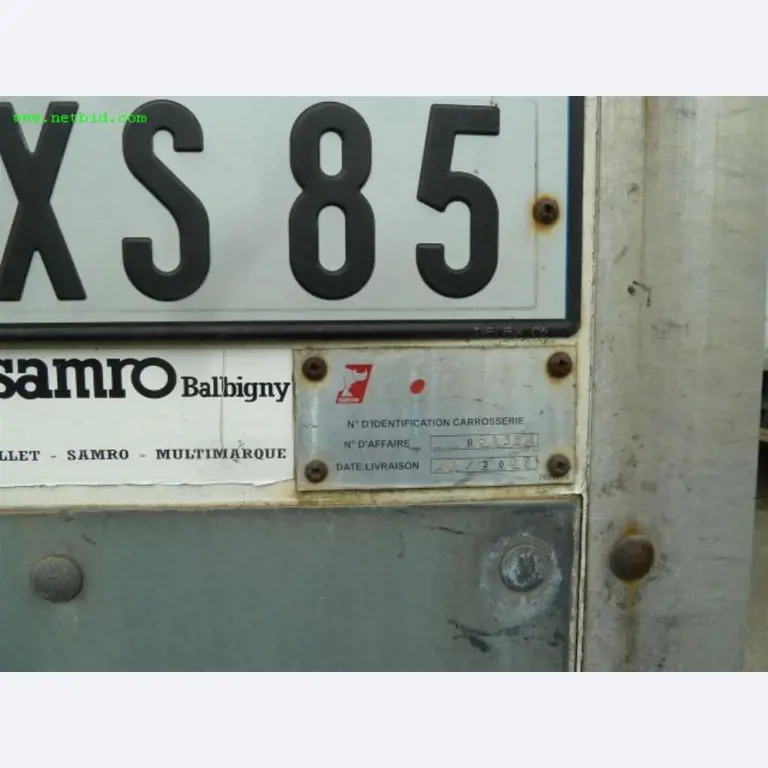 www.netbid.com
XS 85
samro Balbigny
LLET - SAMRO - MULTIMARQUE
N° D'IDENTIFICATION CARROSSERIE
N° D'AFFAIRE
DATE LIVRAISON